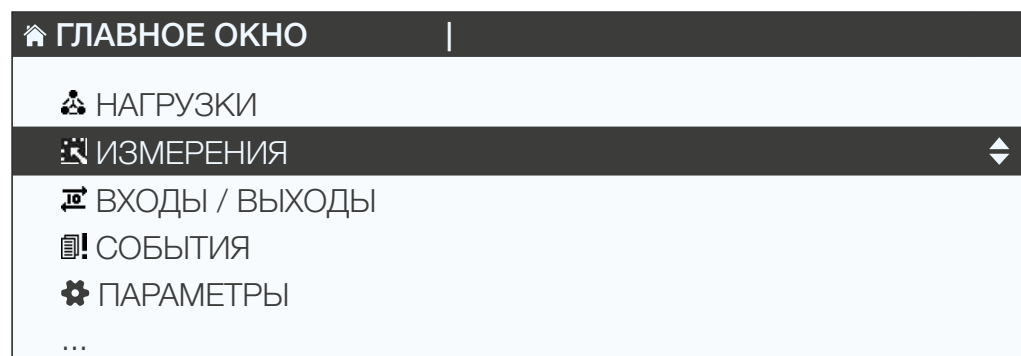 ГЛАВНОЕ ОКНО |
НАГРУЗКИ
ИЗМЕРЕНИЯ
ВХОДЫ / ВЫХОДЫ
СОБЫТИЯ
ПАРАМЕТРЫ
...